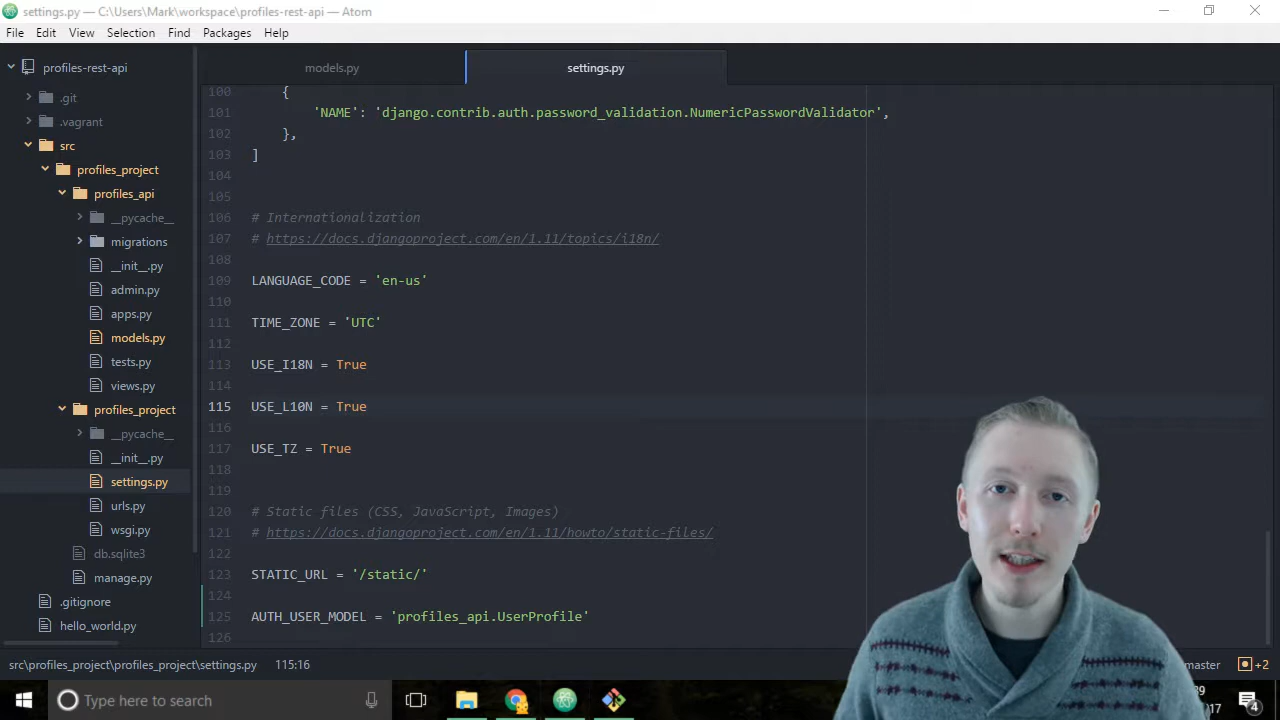 settings.py — C:\Users\Mark\workspace\profiles-rest-api — Atom
File Edit View Selection Find Packages Help
profiles-rest-api
.git
.vagrant
src
profiles_project
profiles_api
__pycache__
migrations
__init__.py
admin.py
apps.py
models.py
tests.py
views.py
profiles_project
__pycache__
__init__.py
settings.py
urls.py
wsgi.py
db.sqlite3
manage.py
.gitignore
hello_world.py
models.py settings.py
100 {
101 'NAME': 'django.contrib.auth.password_validation.NumericPasswordValidator',
102 },
103 ]
104
105
106 # Internationalization
107 # https://docs.djangoproject.com/en/1.11/topics/i18n/
108
109 LANGUAGE_CODE = 'en-us'
110
111 TIME_ZONE = 'UTC'
112
113 USE_I18N = True
114
115 USE_L10N = True
116
117 USE_TZ = True
118
119
120 # Static files (CSS, JavaScript, Images)
121 # https://docs.djangoproject.com/en/1.11/howto/static-files/
122
123 STATIC_URL = '/static/'
124
125 AUTH_USER_MODEL = 'profiles_api.UserProfile'
126
src\profiles_project\profiles_project\settings.py 115:16 master +2
Type here to search
4